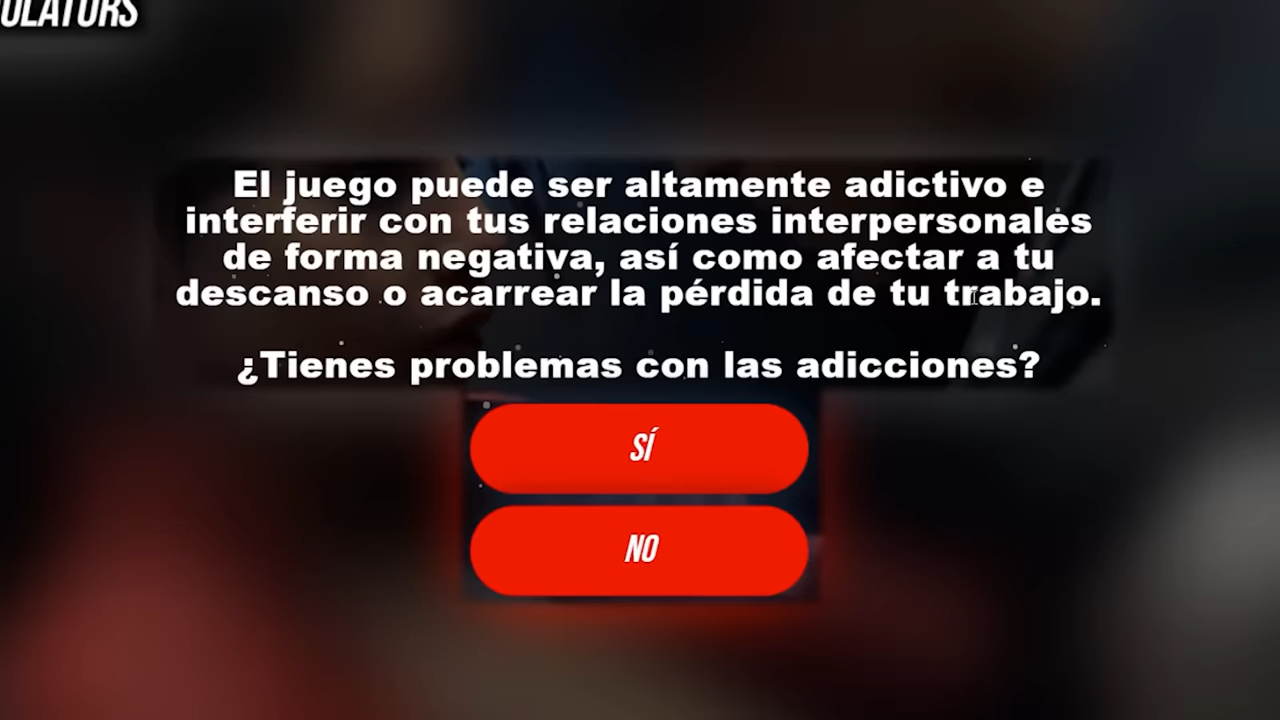 El juego puede ser altamente adictivo e
interferir con tus relaciones interpersonales
de forma negativa, así como afectar a tu
descanso o acarrear la pérdida de tu trabajo.
¿Tienes problemas con las adicciones?
SÍ
NO